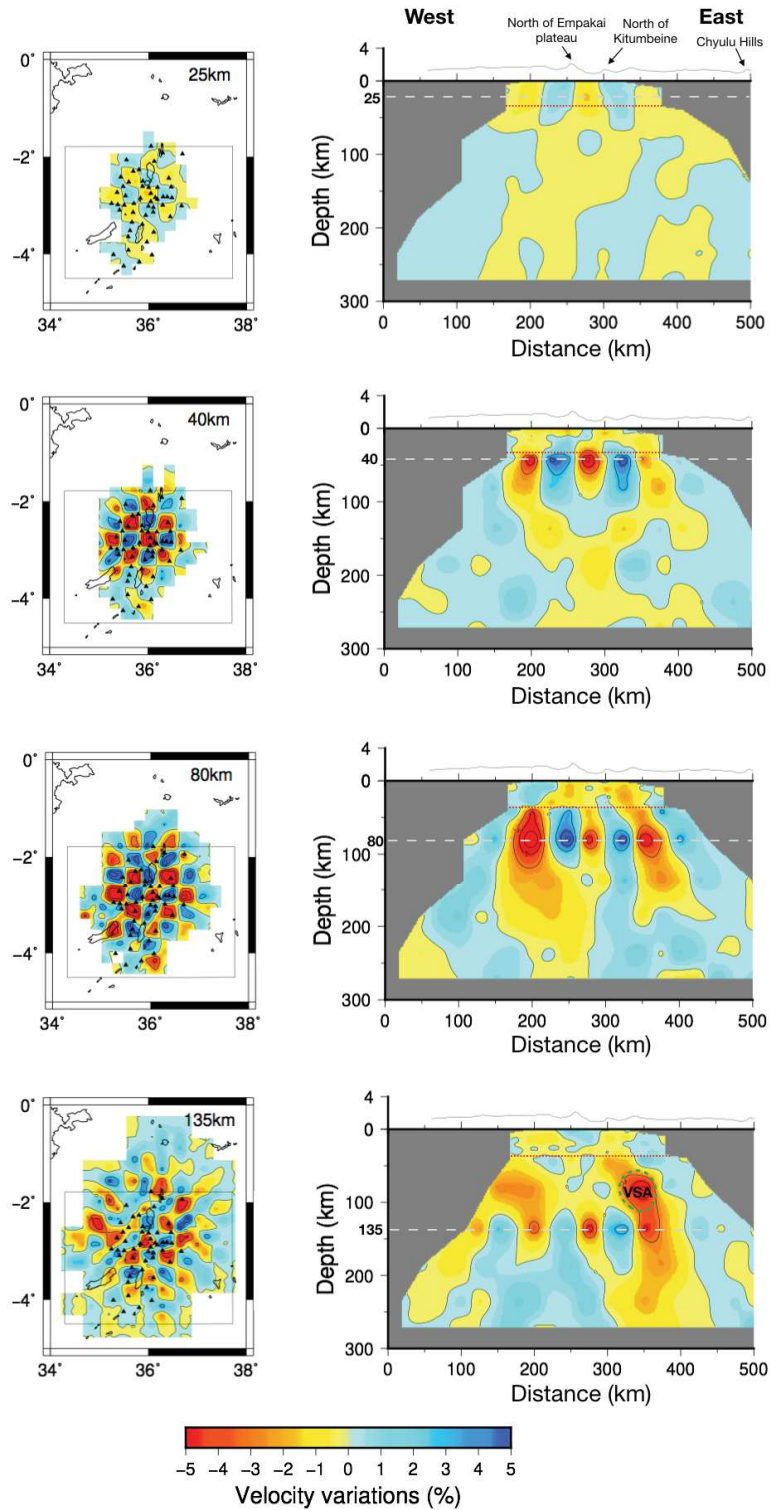 West
North of Empakai
plateau
North of
Kitumbeine
East
Chyulu Hills
25km
0˚
−2˚
−4˚
34˚ 36˚ 38˚
4
0
25
100
200
300
Depth (km)
0 100 200 300 400 500
Distance (km)
40km
0˚
−2˚
−4˚
34˚ 36˚ 38˚
4
0
40
100
200
300
Depth (km)
0 100 200 300 400 500
Distance (km)
80km
0˚
−2˚
−4˚
34˚ 36˚ 38˚
4
0
80
100
200
300
Depth (km)
0 100 200 300 400 500
Distance (km)
135km
0˚
−2˚
−4˚
34˚ 36˚ 38˚
4
0
100
135
200
300
Depth (km)
VSA
0 100 200 300 400 500
Distance (km)
−5 −4 −3 −2 −1 0 1 2 3 4 5
Velocity variations (%)